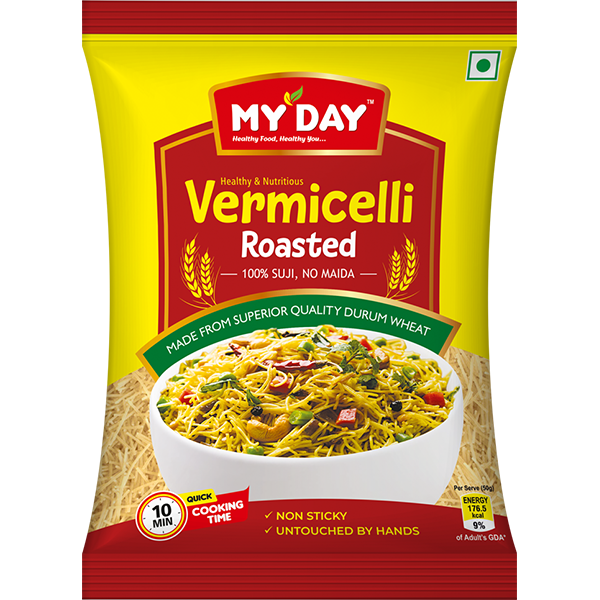 MY DAY™
Healthy Food, Healthy You...
Healthy & Nutritious
Vermicelli
Roasted
100% SUJI, NO MAIDA
MADE FROM SUPERIOR QUALITY DURUM WHEAT
10
MIN
QUICK
COOKING
TIME
✓ NON STICKY
✓ UNTOUCHED BY HANDS
Per Serve (50g)
ENERGY
176.5
kcal
9%
of Adult's GDA*